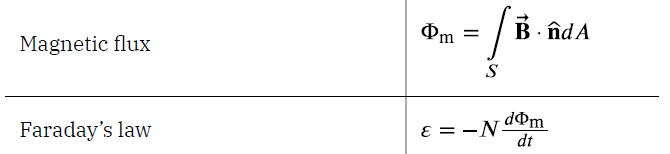 Magnetic flux Φm = ∫S B⃗ · n̂dA
Faraday’s law ε = −N dΦm/dt